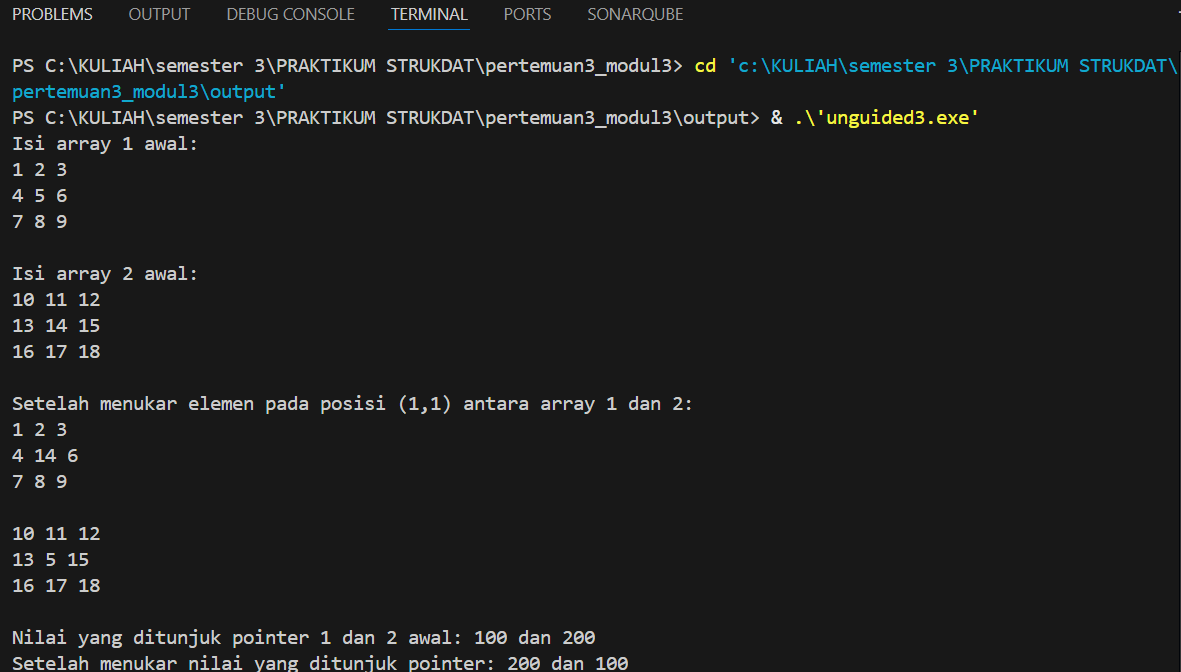 PROBLEMS OUTPUT DEBUG CONSOLE TERMINAL PORTS SONARQUBE
PS C:\KULIAH\semester 3\PRAKTIKUM STRUKDAT\pertemuan3_modul3> cd 'c:\KULIAH\semester 3\PRAKTIKUM STRUKDAT\
pertemuan3_modul3\output'
PS C:\KULIAH\semester 3\PRAKTIKUM STRUKDAT\pertemuan3_modul3\output> & .\'unguided3.exe'
Isi array 1 awal:
1 2 3
4 5 6
7 8 9
Isi array 2 awal:
10 11 12
13 14 15
16 17 18
Setelah menukar elemen pada posisi (1,1) antara array 1 dan 2:
1 2 3
4 14 6
7 8 9
10 11 12
13 5 15
16 17 18
Nilai yang ditunjuk pointer 1 dan 2 awal: 100 dan 200
Setelah menukar nilai yang ditunjuk pointer: 200 dan 100